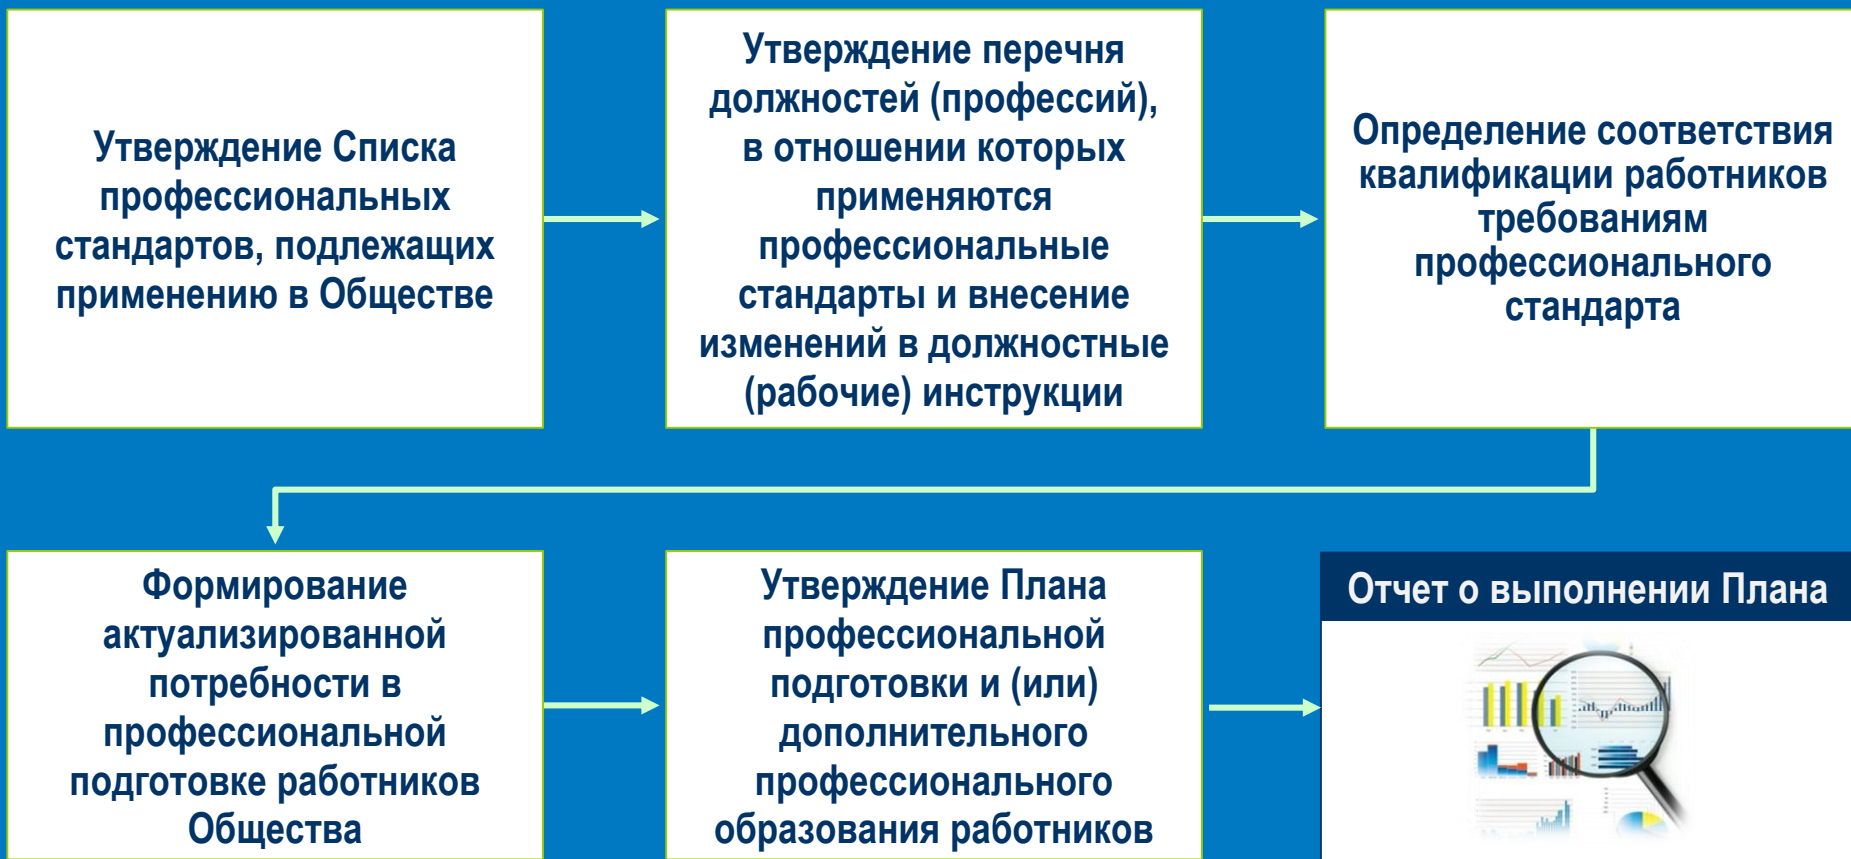 Утверждение Списка
профессиональных
стандартов, подлежащих
применению в Обществе
Утверждение перечня
должностей (профессий),
в отношении которых
применяются
профессиональные
стандарты и внесение
изменений в должностные
(рабочие) инструкции
Определение соответствия
квалификации работников
требованиям
профессионального
стандарта
Формирование
актуализированной
потребности в
профессиональной
подготовке работников
Общества
Утверждение Плана
профессиональной
подготовки и (или)
дополнительного
профессионального
образования работников
Отчет о выполнении Плана